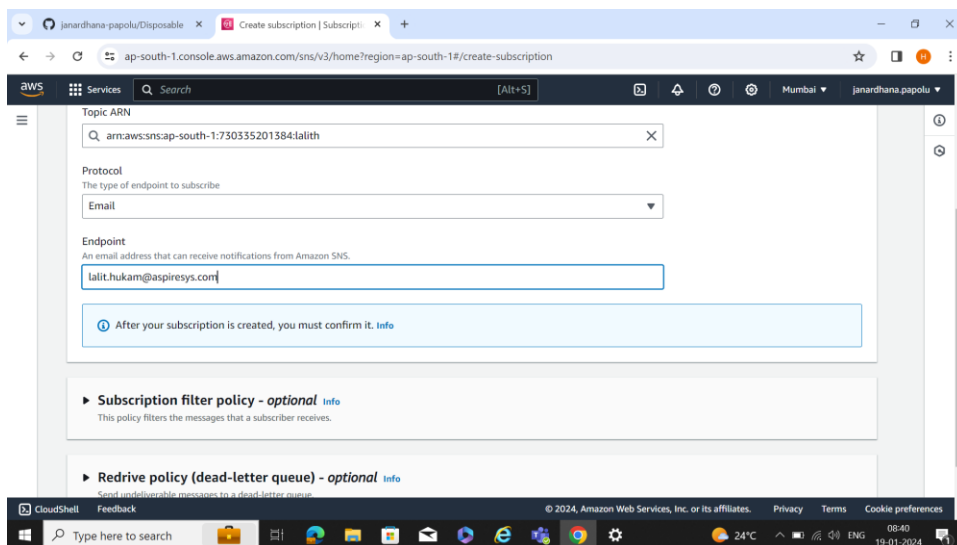 janardhana-papolu/Disposable
Create subscription | Subscripti
ap-south-1.console.aws.amazon.com/sns/v3/home?region=ap-south-1#/create-subscription
H
aws
Services
Search
[Alt+S]
Mumbai
janardhana.papolu
Topic ARN
arn:aws:sns:ap-south-1:730335201384:lalith
Protocol
The type of endpoint to subscribe
Email
Endpoint
An email address that can receive notifications from Amazon SNS.
lalit.hukam@aspiresys.com
After your subscription is created, you must confirm it. Info
Subscription filter policy - optional Info
This policy filters the messages that a subscriber receives.
Redrive policy (dead-letter queue) - optional Info
Send undeliverable messages to a dead-letter queue.
CloudShell Feedback
© 2024, Amazon Web Services, Inc. or its affiliates. Privacy Terms Cookie preferences
Type here to search
24°C
ENG
08:40
19-01-2024